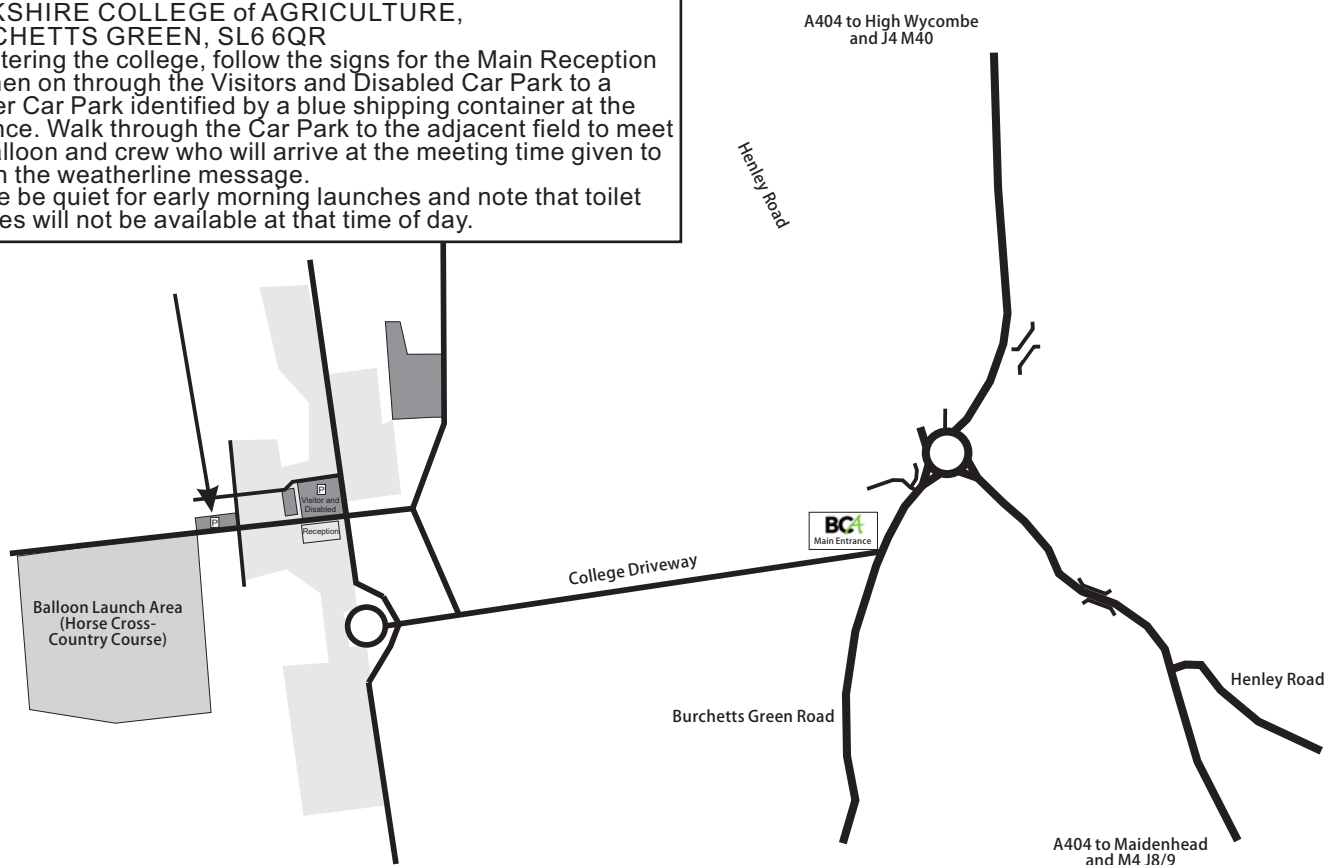 KSHIRE COLLEGE of AGRICULTURE,
CHETTS GREEN, SL6 6QR
tering the college, follow the signs for the Main Reception
en on through the Visitors and Disabled Car Park to a
er Car Park identified by a blue shipping container at the
nce. Walk through the Car Park to the adjacent field to meet
alloon and crew who will arrive at the meeting time given to
n the weatherline message.
e be quiet for early morning launches and note that toilet
es will not be available at that time of day.
A404 to High Wycombe
and J4 M40
Henley Road
P
Visitor and
Disabled
P
Reception
BCA
Main Entrance
College Driveway
Balloon Launch Area
(Horse Cross-
Country Course)
Henley Road
Burchetts Green Road
A404 to Maidenhead
and M4 J8/9